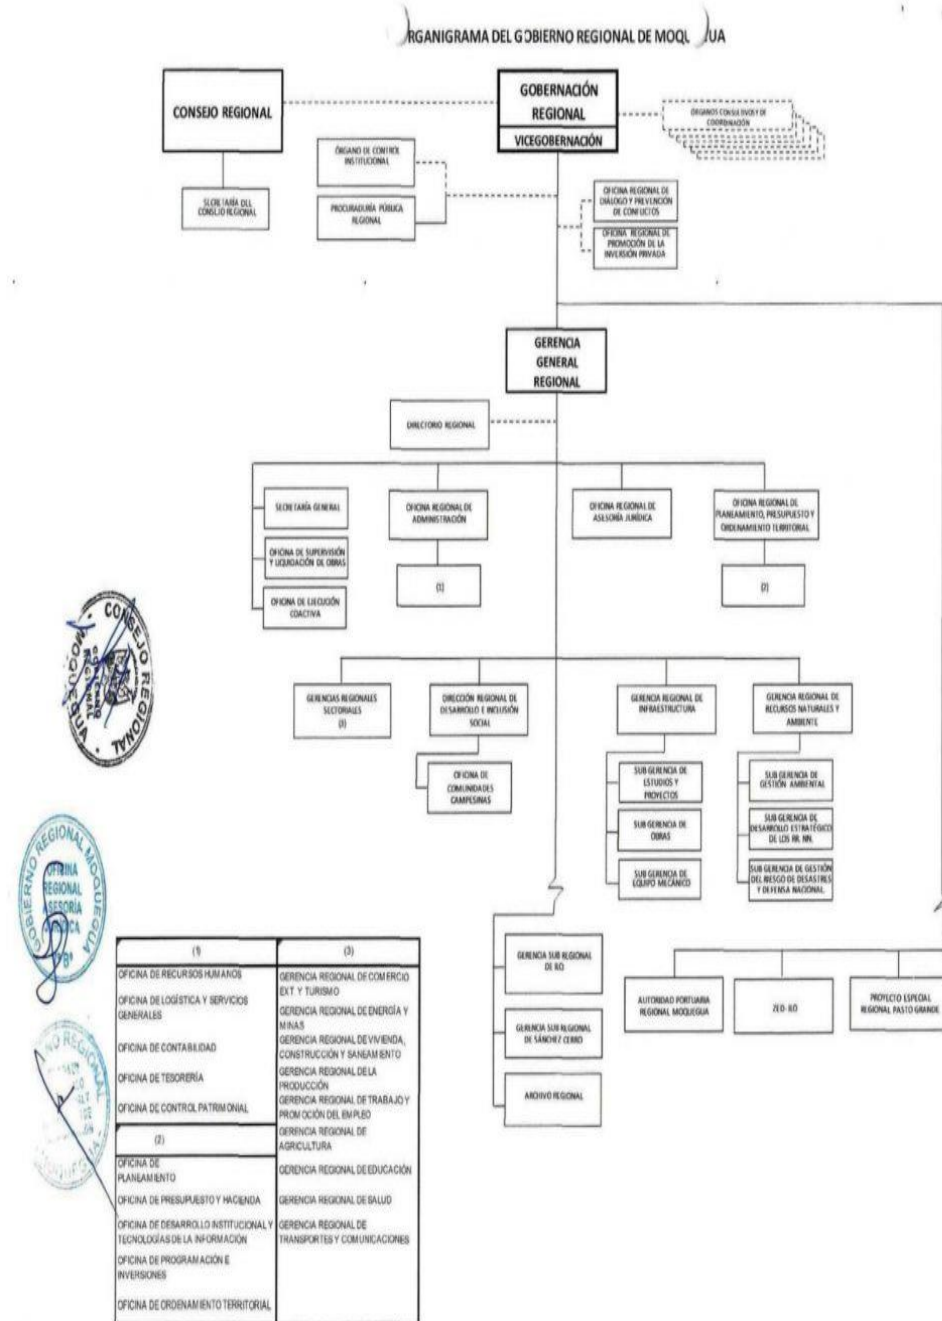 RGANIGRAMA DEL GOBIERNO REGIONAL DE MOQU UA
CONSEJO REGIONAL
GOBERNACIÓN
REGIONAL
VICEGOBERNACIÓN
ÓRGANOS CONSULTIVOS Y DE
COORDINACIÓN
ÓRGANO DE CONTROL
INSTITUCIONAL
SECRETARÍA DEL
CONSEJO REGIONAL
PROCURADURÍA PÚBLICA
REGIONAL
OFICINA REGIONAL DE
DIÁLOGO Y PREVENCIÓN
DE CONFLICTOS
OFICINA REGIONAL DE
PROMOCIÓN DE LA
INVERSIÓN PRIVADA
GERENCIA
GENERAL
REGIONAL
DIRECTORIO REGIONAL
SECRETARÍA GENERAL
OFICINA DE SUPERVISIÓN
Y LIQUIDACIÓN DE OBRAS
OFICINA DE EJECUCIÓN
COACTIVA
OFICINA REGIONAL DE
ADMINISTRACIÓN
(1)
OFICINA REGIONAL DE
ASESORÍA JURÍDICA
OFICINA REGIONAL DE
PLANEAMIENTO, PRESUPUESTO Y
ORDENAMIENTO TERRITORIAL
(2)
GERENCIAS REGIONALES
SECTORIALES
(3)
DIRECCIÓN REGIONAL DE
DESARROLLO E INCLUSIÓN
SOCIAL
OFICINA DE
COMUNIDADES
CAMPESINAS
GERENCIA REGIONAL DE
INFRAESTRUCTURA
SUB GERENCIA DE
ESTUDIOS Y
PROYECTOS
SUB GERENCIA DE
OBRAS
SUB GERENCIA DE
EQUIPO MECÁNICO
GERENCIA REGIONAL DE
RECURSOS NATURALES Y
AMBIENTE
SUB GERENCIA DE
GESTIÓN AMBIENTAL
SUB GERENCIA DE
DESARROLLO ESTRATÉGICO
DE LOS RR. NN.
SUB GERENCIA DE GESTIÓN
DEL RIESGO DE DESASTRES
Y DEFENSA NACIONAL
GERENCIA SUB REGIONAL
DE ILO
GERENCIA SUB REGIONAL
DE SÁNCHEZ CERRO
ARCHIVO REGIONAL
AUTORIDAD PORTUARIA
REGIONAL MOQUEGUA
ZED-ILO
PROYECTO ESPECIAL
REGIONAL PASTO GRANDE
CONSEJO REGIONAL
GOBIERNO
REGIONAL
MOQUEGUA
GOBIERNO REGIONAL MOQUEGUA
OFICINA
REGIONAL
ASESORÍA
JURÍDICA
(1)
OFICINA DE RECURSOS HUMANOS
OFICINA DE LOGÍSTICA Y SERVICIOS
GENERALES
OFICINA DE CONTABILIDAD
OFICINA DE TESORERÍA
OFICINA DE CONTROL PATRIMONIAL
(2)
OFICINA DE
PLANEAMIENTO
OFICINA DE PRESUPUESTO Y HACIENDA
OFICINA DE DESARROLLO INSTITUCIONAL Y
TECNOLOGÍAS DE LA INFORMACIÓN
OFICINA DE PROGRAMACIÓN E
INVERSIONES
OFICINA DE ORDENAMIENTO TERRITORIAL
(3)
GERENCIA REGIONAL DE COMERCIO
EXT. Y TURISMO
GERENCIA REGIONAL DE ENERGÍA Y
MINAS
GERENCIA REGIONAL DE VIVIENDA,
CONSTRUCCIÓN Y SANEAMIENTO
GERENCIA REGIONAL DE LA
PRODUCCIÓN
GERENCIA REGIONAL DE TRABAJO Y
PROMOCIÓN DEL EMPLEO
GERENCIA REGIONAL DE
AGRICULTURA
GERENCIA REGIONAL DE EDUCACIÓN
GERENCIA REGIONAL DE SALUD
GERENCIA REGIONAL DE
TRANSPORTES Y COMUNICACIONES